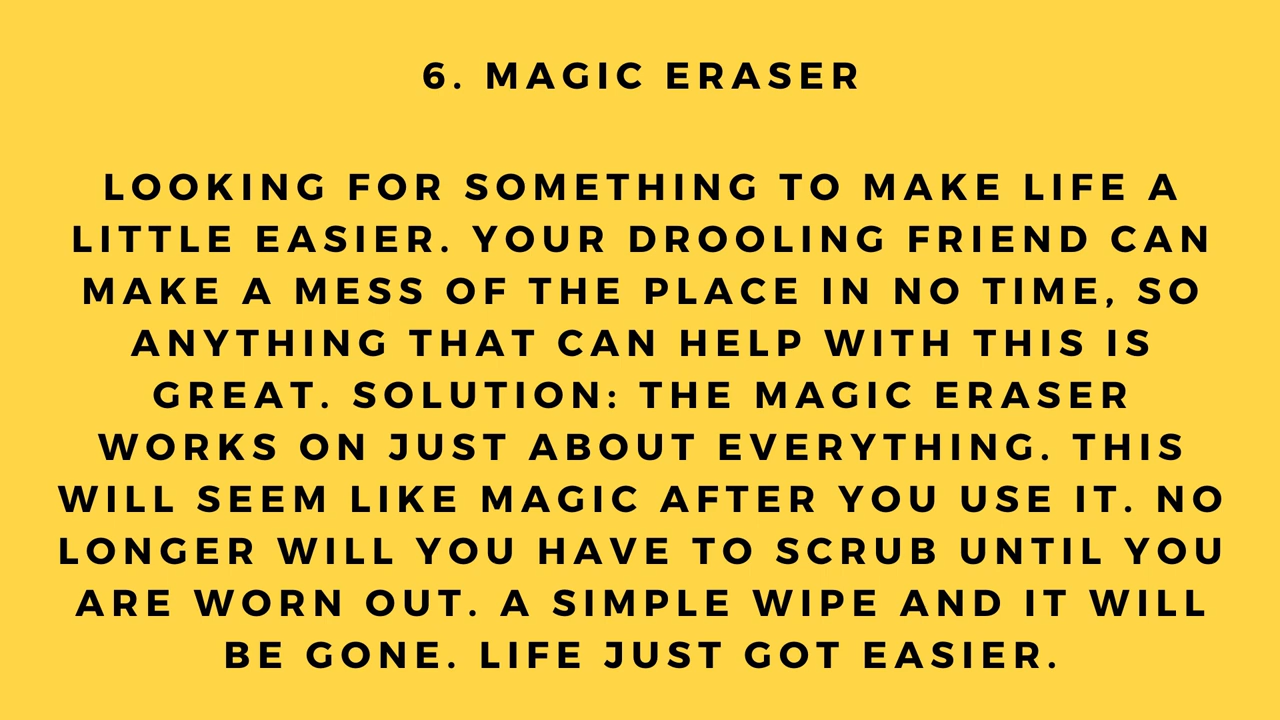 6. MAGIC ERASER
LOOKING FOR SOMETHING TO MAKE LIFE A
LITTLE EASIER. YOUR DROOLING FRIEND CAN
MAKE A MESS OF THE PLACE IN NO TIME, SO
ANYTHING THAT CAN HELP WITH THIS IS
GREAT. SOLUTION: THE MAGIC ERASER
WORKS ON JUST ABOUT EVERYTHING. THIS
WILL SEEM LIKE MAGIC AFTER YOU USE IT. NO
LONGER WILL YOU HAVE TO SCRUB UNTIL YOU
ARE WORN OUT. A SIMPLE WIPE AND IT WILL
BE GONE. LIFE JUST GOT EASIER.